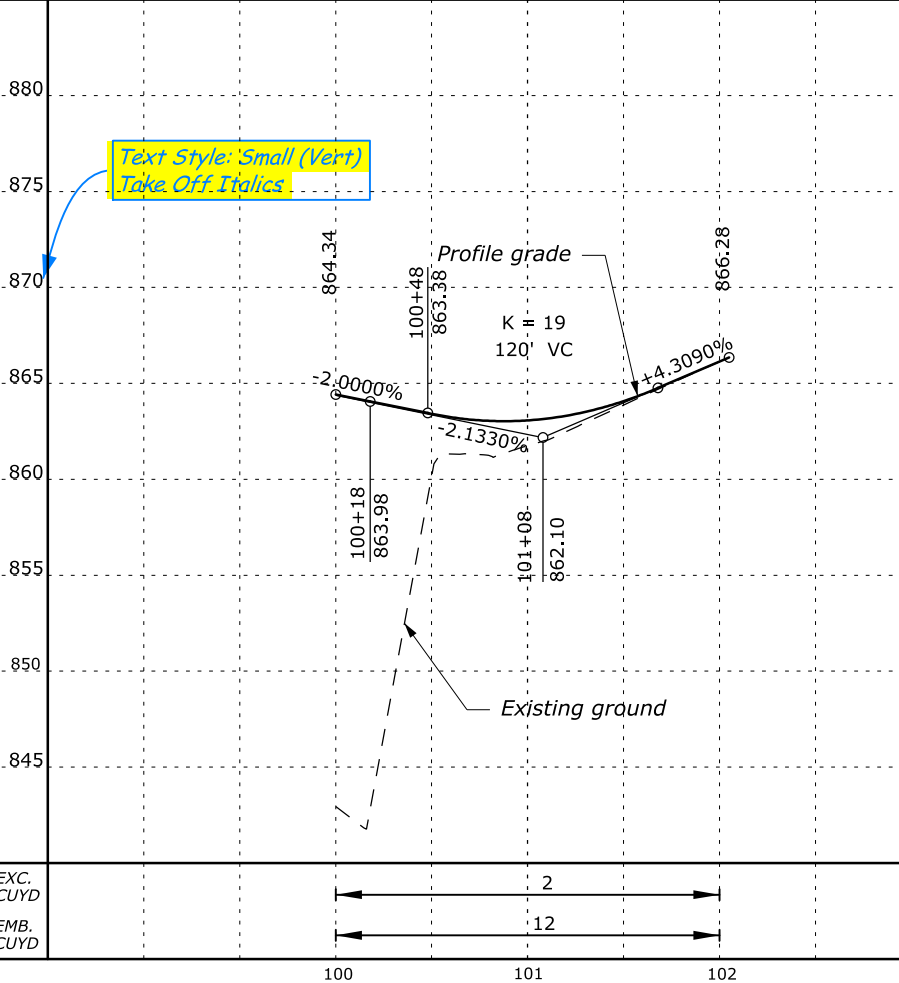 880
Text Style: Small (Vert)
Take Off Italics
875
870
864.34
100+48
863.38
Profile grade
866.28
K = 19
120' VC
865
-2.0000%
+4.3090%
-2.1330%
860
100+18
863.98
101+08
862.10
855
850
Existing ground
845
EXC.
CUYD
2
EMB.
CUYD
12
100
101
102